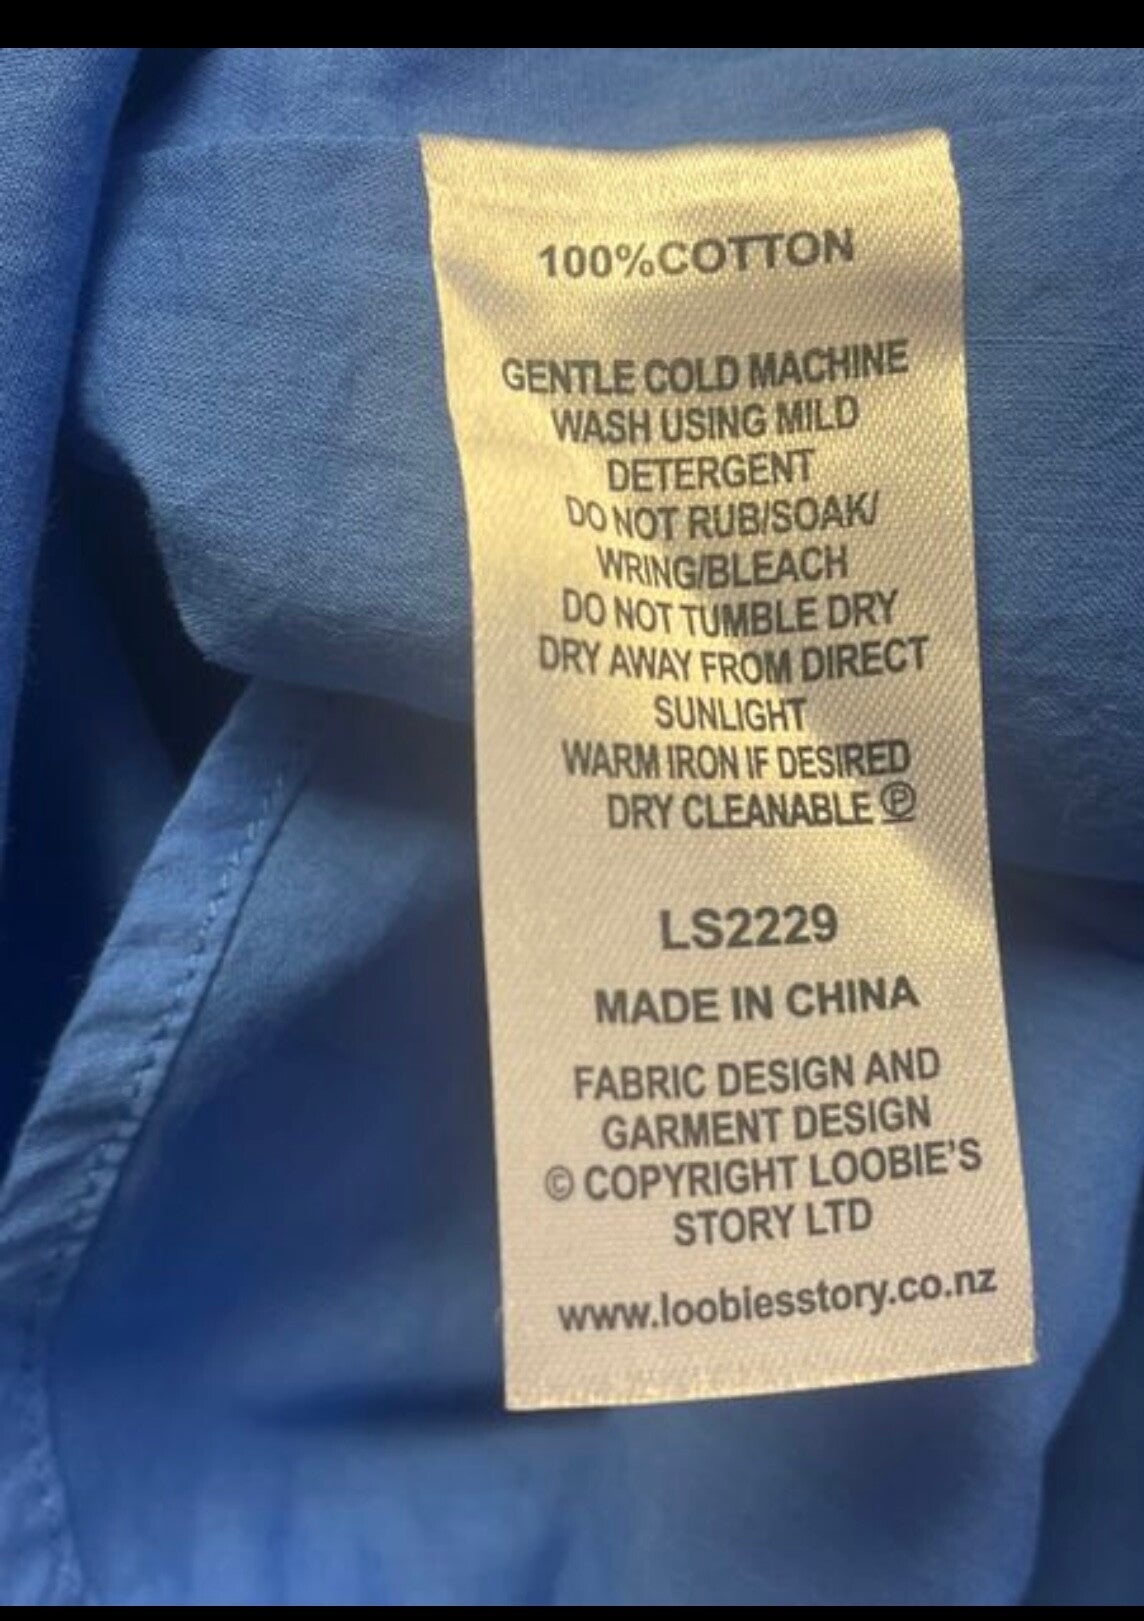 100%COTTON
GENTLE COLD MACHINE
WASH USING MILD
DETERGENT
DO NOT RUB/SOAK/
WRING/BLEACH
DO NOT TUMBLE DRY
DRY AWAY FROM DIRECT
SUNLIGHT
WARM IRON IF DESIRED
DRY CLEANABLE Ⓟ
LS2229
MADE IN CHINA
FABRIC DESIGN AND
GARMENT DESIGN
© COPYRIGHT LOOBIE'S
STORY LTD
www.loobiesstory.co.nz